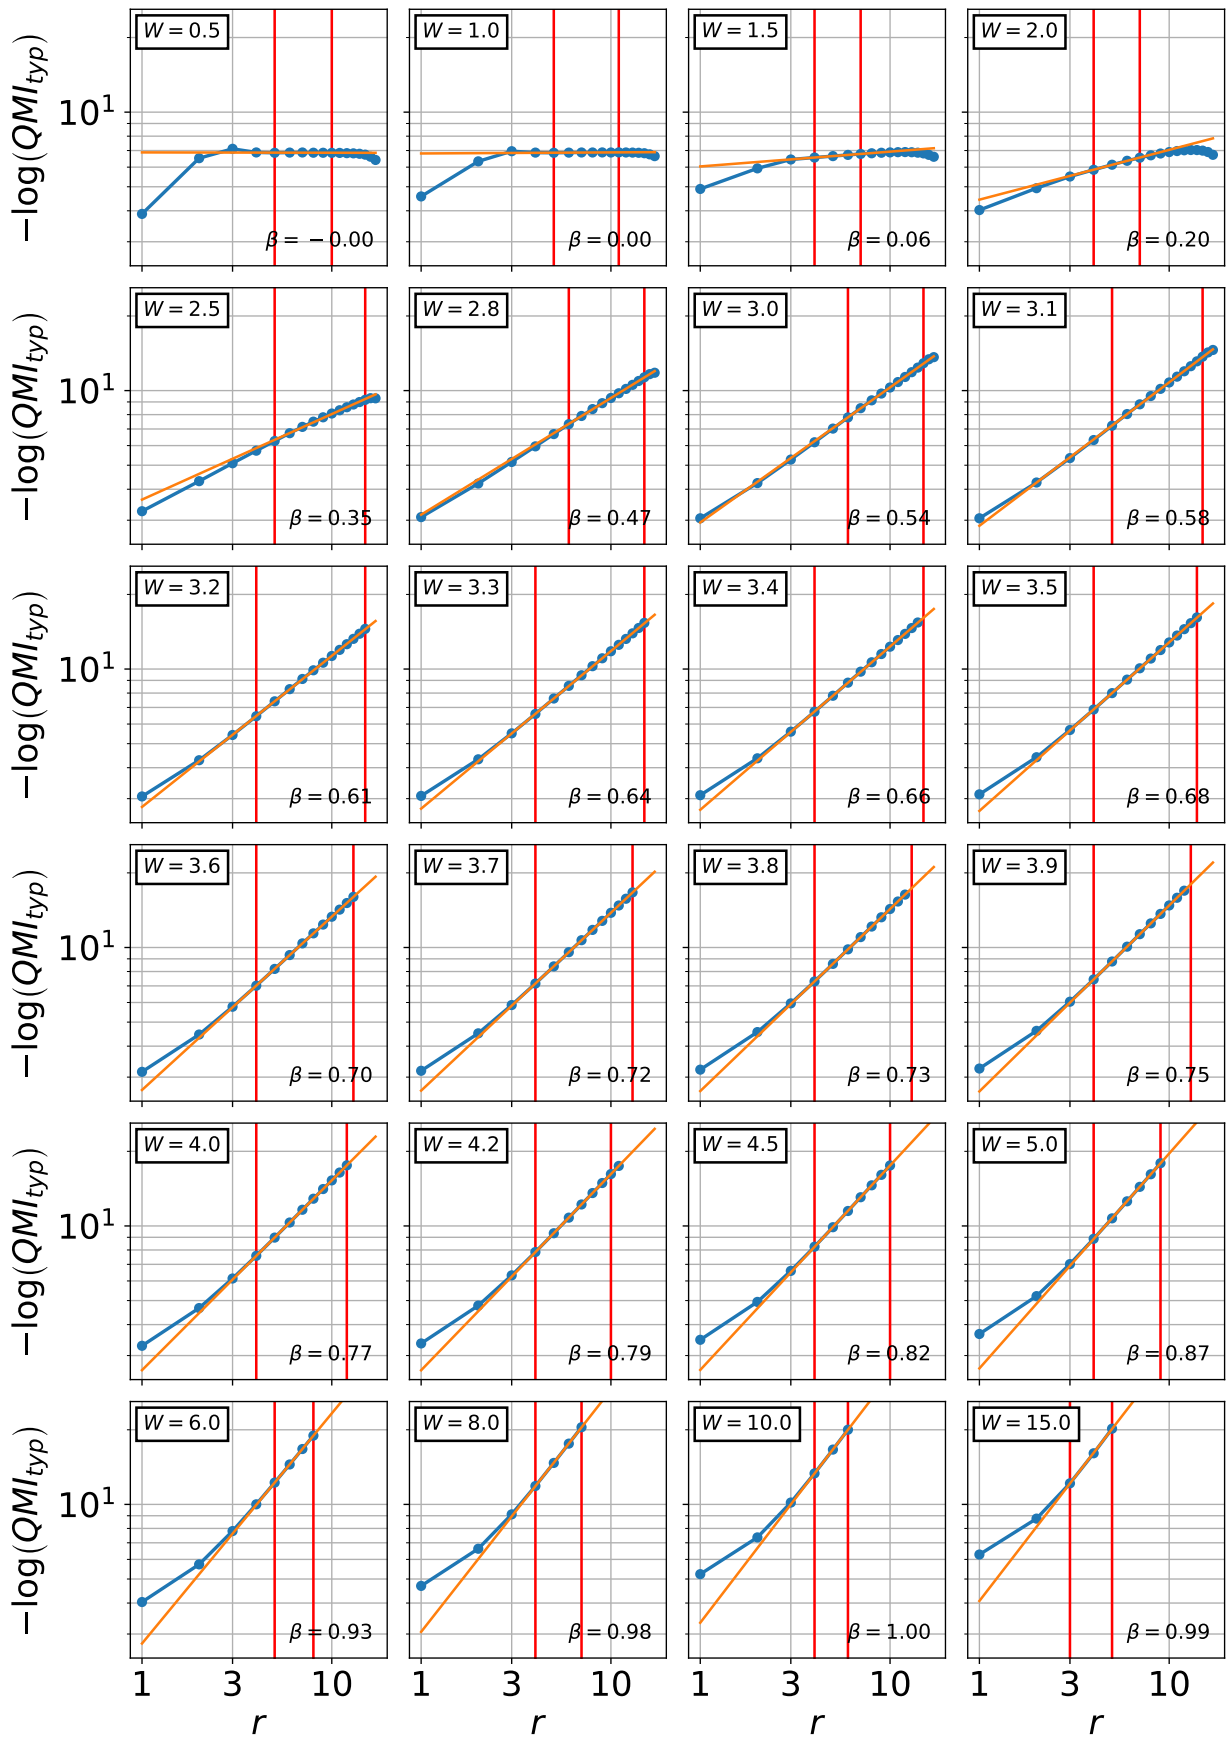 W = 0.5
W = 1.0
W = 1.5
W = 2.0
−log(QMI_typ)
10^1
β = −0.00
β = 0.00
β = 0.06
β = 0.20
W = 2.5
W = 2.8
W = 3.0
W = 3.1
−log(QMI_typ)
10^1
β = 0.35
β = 0.47
β = 0.54
β = 0.58
W = 3.2
W = 3.3
W = 3.4
W = 3.5
−log(QMI_typ)
10^1
β = 0.61
β = 0.64
β = 0.66
β = 0.68
W = 3.6
W = 3.7
W = 3.8
W = 3.9
−log(QMI_typ)
10^1
β = 0.70
β = 0.72
β = 0.73
β = 0.75
W = 4.0
W = 4.2
W = 4.5
W = 5.0
−log(QMI_typ)
10^1
β = 0.77
β = 0.79
β = 0.82
β = 0.87
W = 6.0
W = 8.0
W = 10.0
W = 15.0
−log(QMI_typ)
10^1
β = 0.93
β = 0.98
β = 1.00
β = 0.99
1 3 10
1 3 10
1 3 10
1 3 10
r
r
r
r